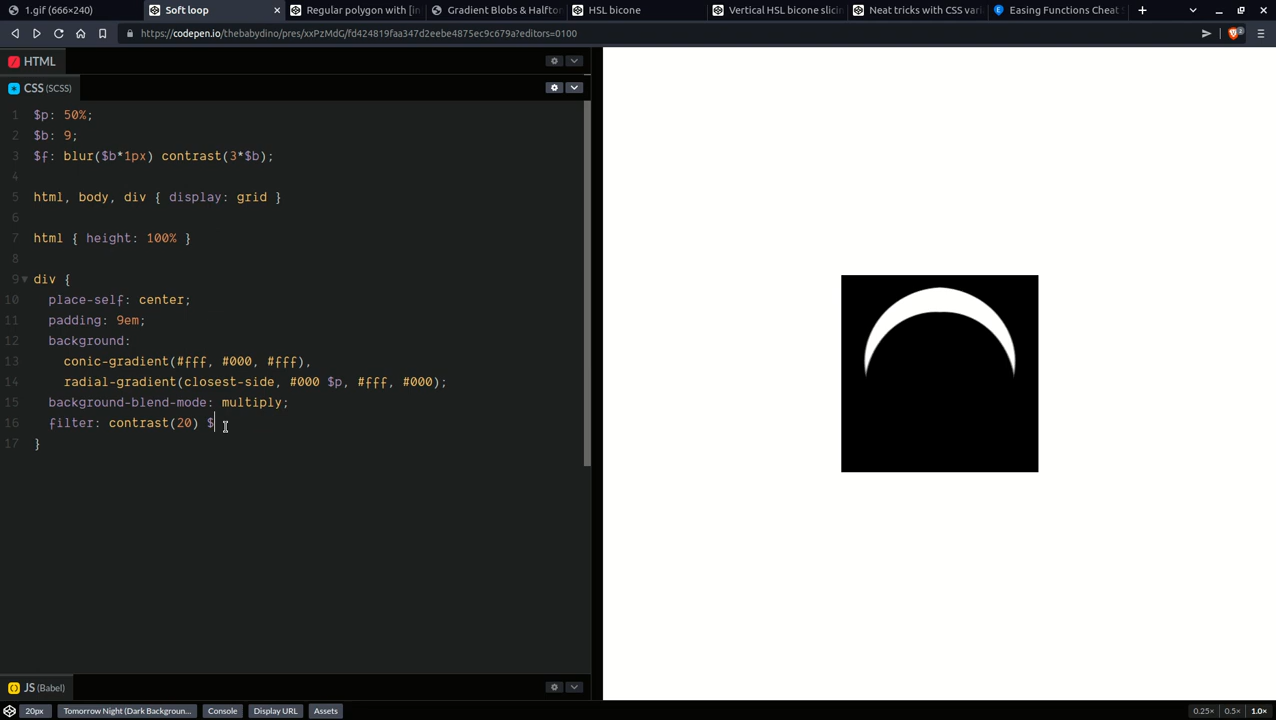 1.gif (666×240)
Soft loop
Regular polygon with [in
Gradient Blobs & Halfton
HSL bicone
Vertical HSL bicone slicin
Neat tricks with CSS vari
Easing Functions Cheat S
https://codepen.io/thebabydino/pres/xxPzMdG/fd424819faa347d2eebe4875ec9c679a?editors=0100
2
HTML
CSS (SCSS)
1 $p: 50%;
2 $b: 9;
3 $f: blur($b*1px) contrast(3*$b);
4
5 html, body, div { display: grid }
6
7 html { height: 100% }
8
9 div {
10 place-self: center;
11 padding: 9em;
12 background:
13 conic-gradient(#fff, #000, #fff),
14 radial-gradient(closest-side, #000 $p, #fff, #000);
15 background-blend-mode: multiply;
16 filter: contrast(20) $
17 }
JS (Babel)
20px
Tomorrow Night (Dark Backgroun...
Console
Display URL
Assets
0.25×
0.5×
1.0×